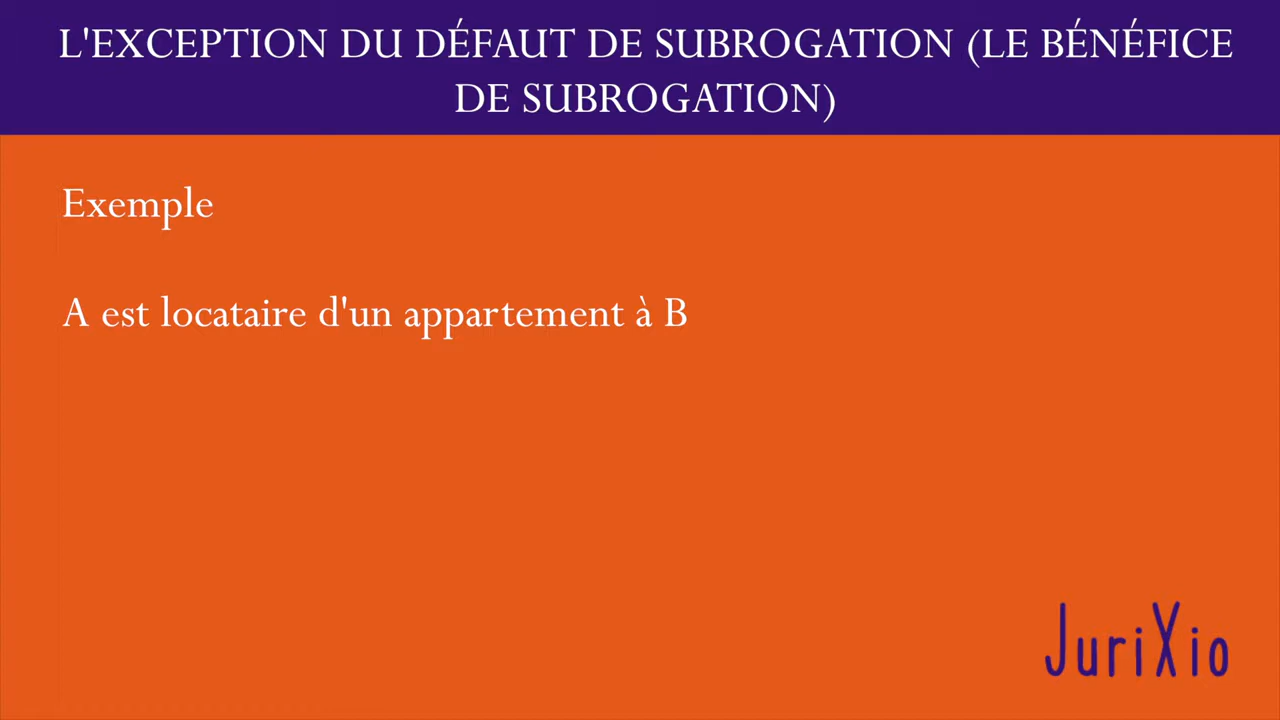 L'EXCEPTION DU DÉFAUT DE SUBROGATION (LE BÉNÉFICE
DE SUBROGATION)
Exemple
A est locataire d'un appartement à B
JuriXio